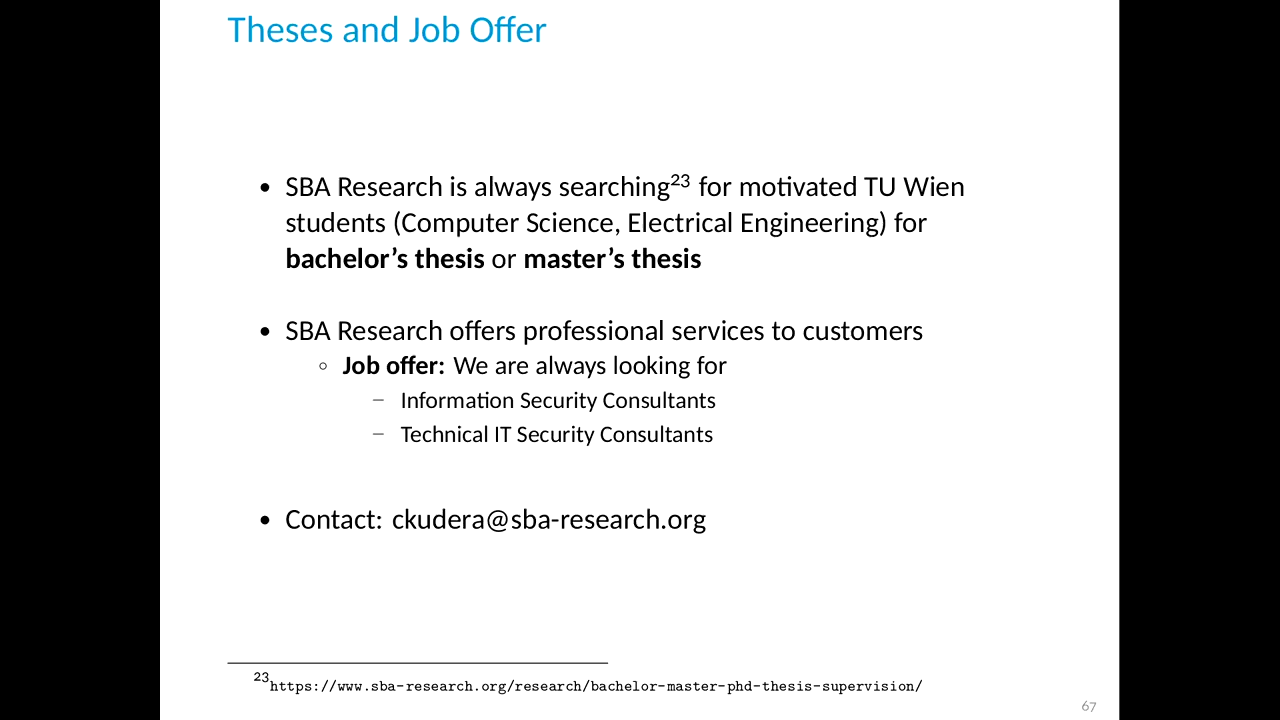 Theses and Job Offer
• SBA Research is always searching23 for motivated TU Wien
students (Computer Science, Electrical Engineering) for
bachelor’s thesis or master’s thesis
• SBA Research offers professional services to customers
◦ Job offer: We are always looking for
– Information Security Consultants
– Technical IT Security Consultants
• Contact: ckudera@sba-research.org
23https://www.sba-research.org/research/bachelor-master-phd-thesis-supervision/
67